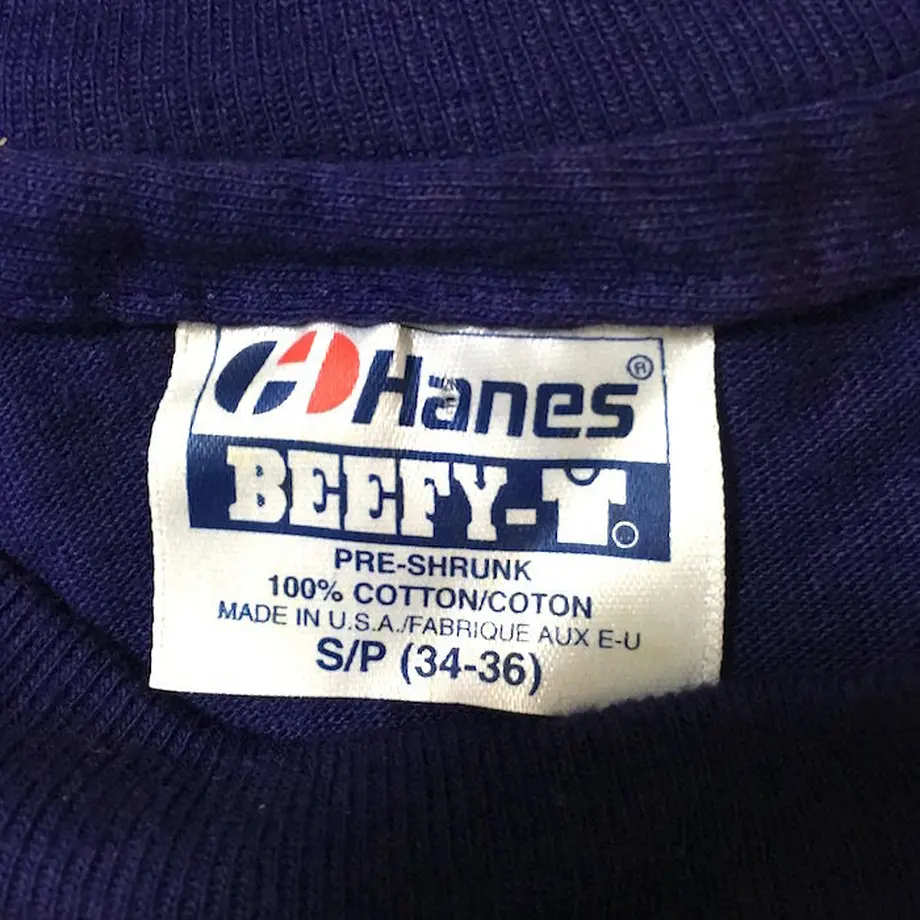 Hanes®
BEEFY-T
PRE-SHRUNK
100% COTTON/COTON
MADE IN U.S.A./FABRIQUE AUX E-U
S/P (34-36)